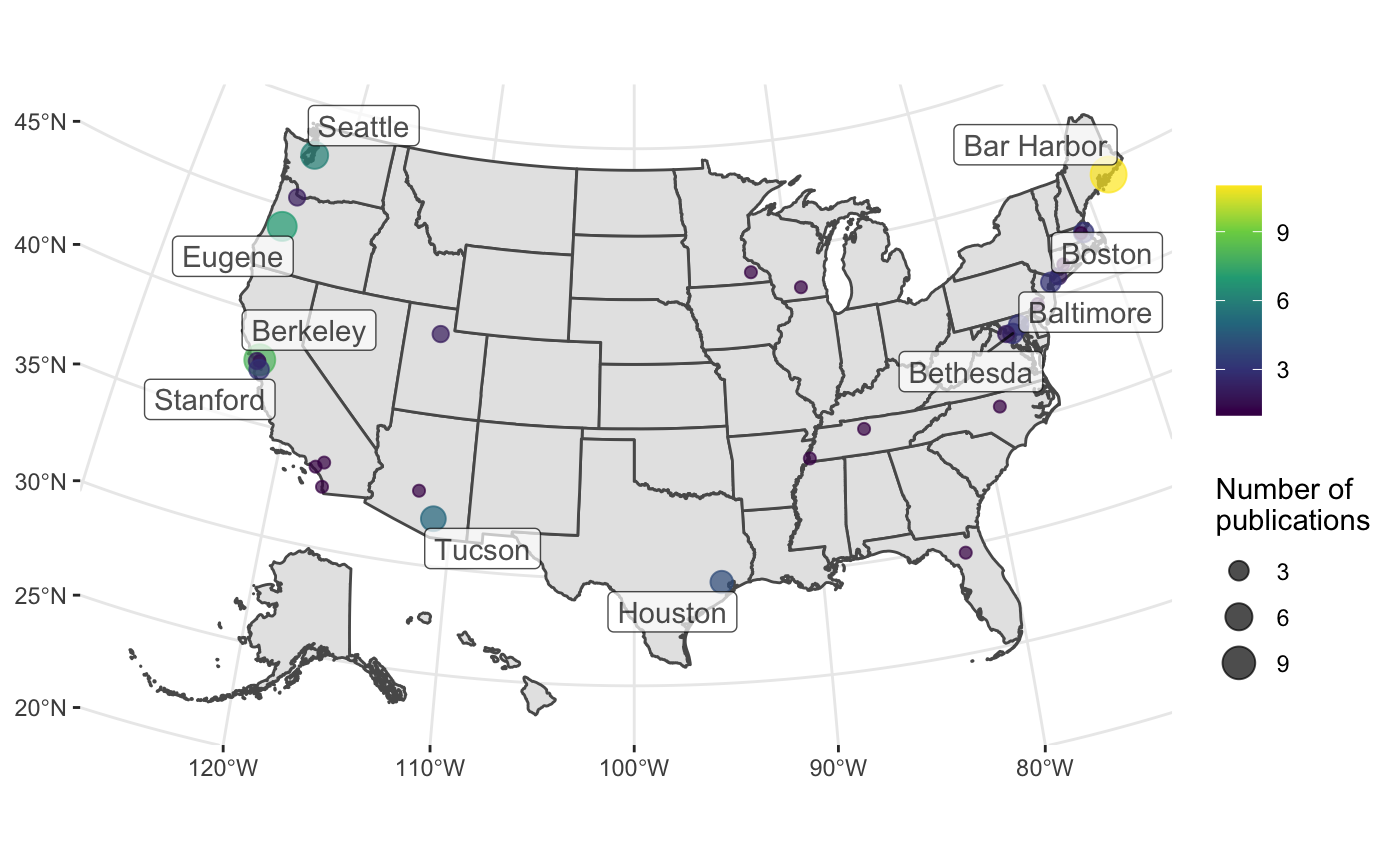 45°N
40°N
35°N
30°N
25°N
20°N
120°W
110°W
100°W
90°W
80°W
Seattle
Bar Harbor
Eugene
Boston
Berkeley
Baltimore
Stanford
Bethesda
Tucson
Houston
9
6
3
Number of
publications
3
6
9